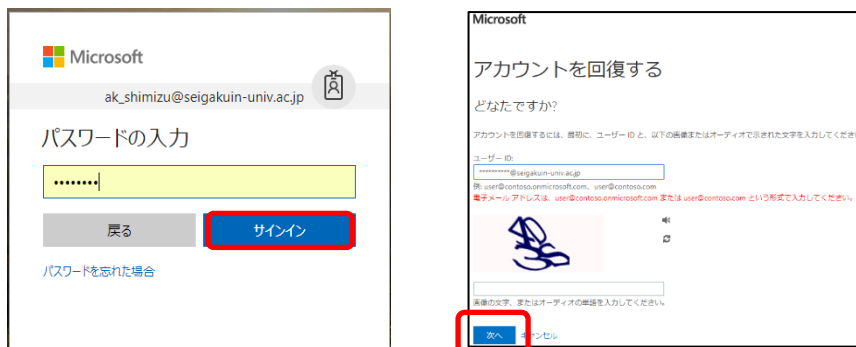 Microsoft
ak_shimizu@seigakuin-univ.ac.jp
パスワードの入力
••••••••
戻る
サインイン
パスワードを忘れた場合
Microsoft
アカウントを回復する
どなたですか?
アカウントを回復するには、最初に、ユーザー ID と、以下の画像またはオーディオで示された文字を入力してくださ
ユーザー ID:
**********@seigakuin-univ.ac.jp
例: user@contoso.onmicrosoft.com、user@contoso.com
電子メール アドレスは、user@contoso.onmicrosoft.com または user@contoso.com という形式で入力してください。
画像の文字、またはオーディオの単語を入力してください。
次へ
キャンセル